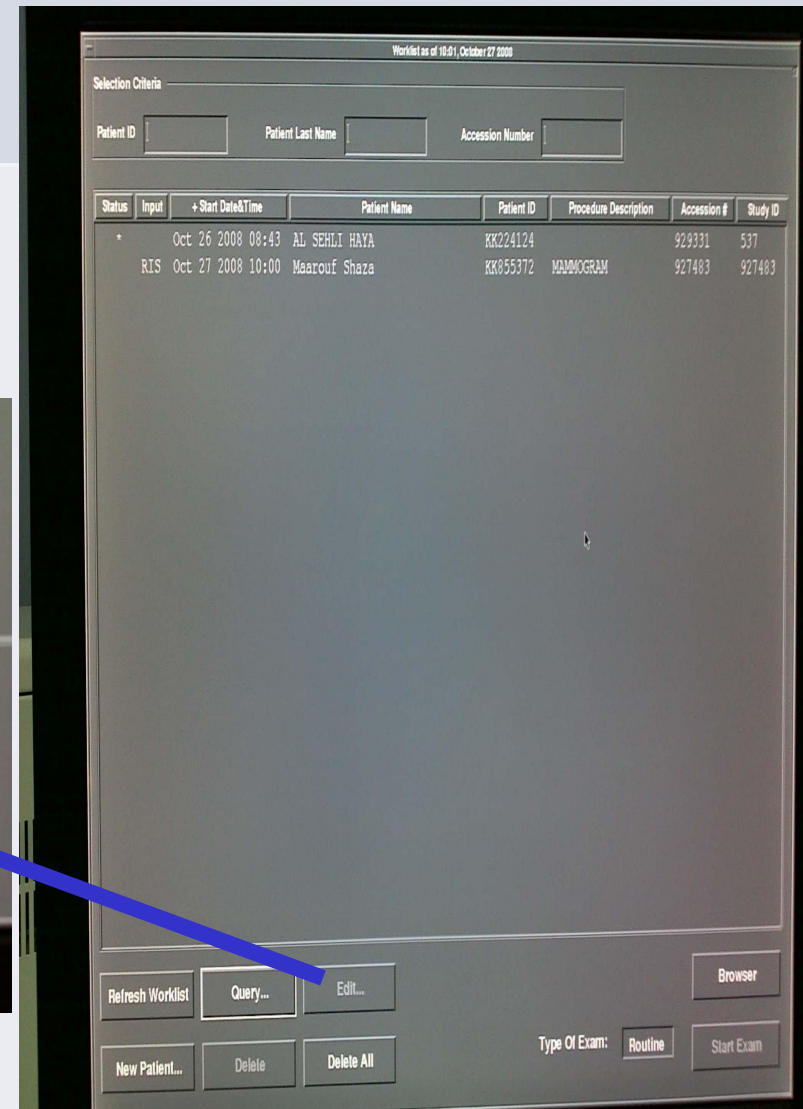 Worklist as of 10:01, October 27 2008
Selection Criteria
Patient ID Patient Last Name Accession Number
Status Input + Start Date&Time Patient Name Patient ID Procedure Description Accession # Study ID
* Oct 26 2008 08:43 AL SEHLI HAYA KK224124 929331 537
RIS Oct 27 2008 10:00 Maarouf Shaza KK855372 MAMMOGRAM 927483 927483
Refresh Worklist Query... Edit... Browser
New Patient... Delete Delete All Type Of Exam: Routine Start Exam